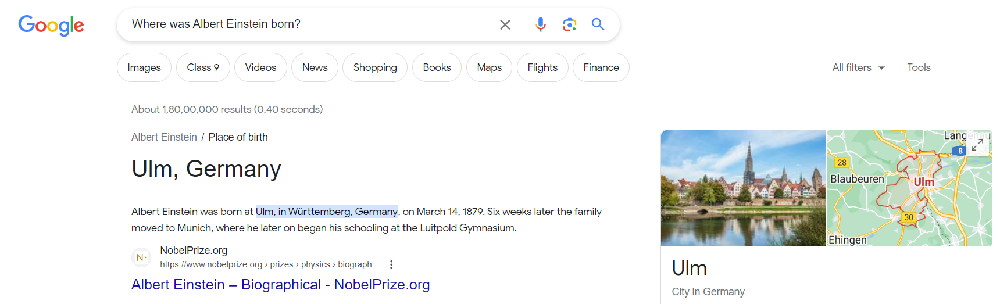 Google
Where was Albert Einstein born?
Images
Class 9
Videos
News
Shopping
Books
Maps
Flights
Finance
All filters
Tools
About 1,80,00,000 results (0.40 seconds)
Albert Einstein / Place of birth
Ulm, Germany
Albert Einstein was born at Ulm, in Württemberg, Germany, on March 14, 1879. Six weeks later the family
moved to Munich, where he later on began his schooling at the Luitpold Gymnasium.
N·
NobelPrize.org
https://www.nobelprize.org › prizes › physics › biograph...
Albert Einstein – Biographical - NobelPrize.org
Langenau
8
28
Blaubeuren
Ulm
30
Ehingen
Ulm
City in Germany